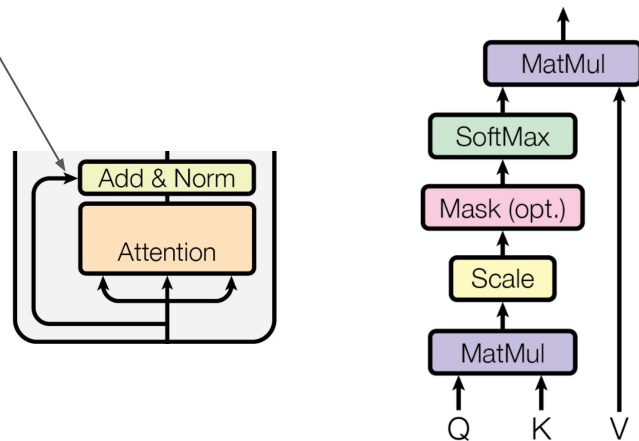 Add & Norm
Attention
MatMul
SoftMax
Mask (opt.)
Scale
MatMul
Q K V